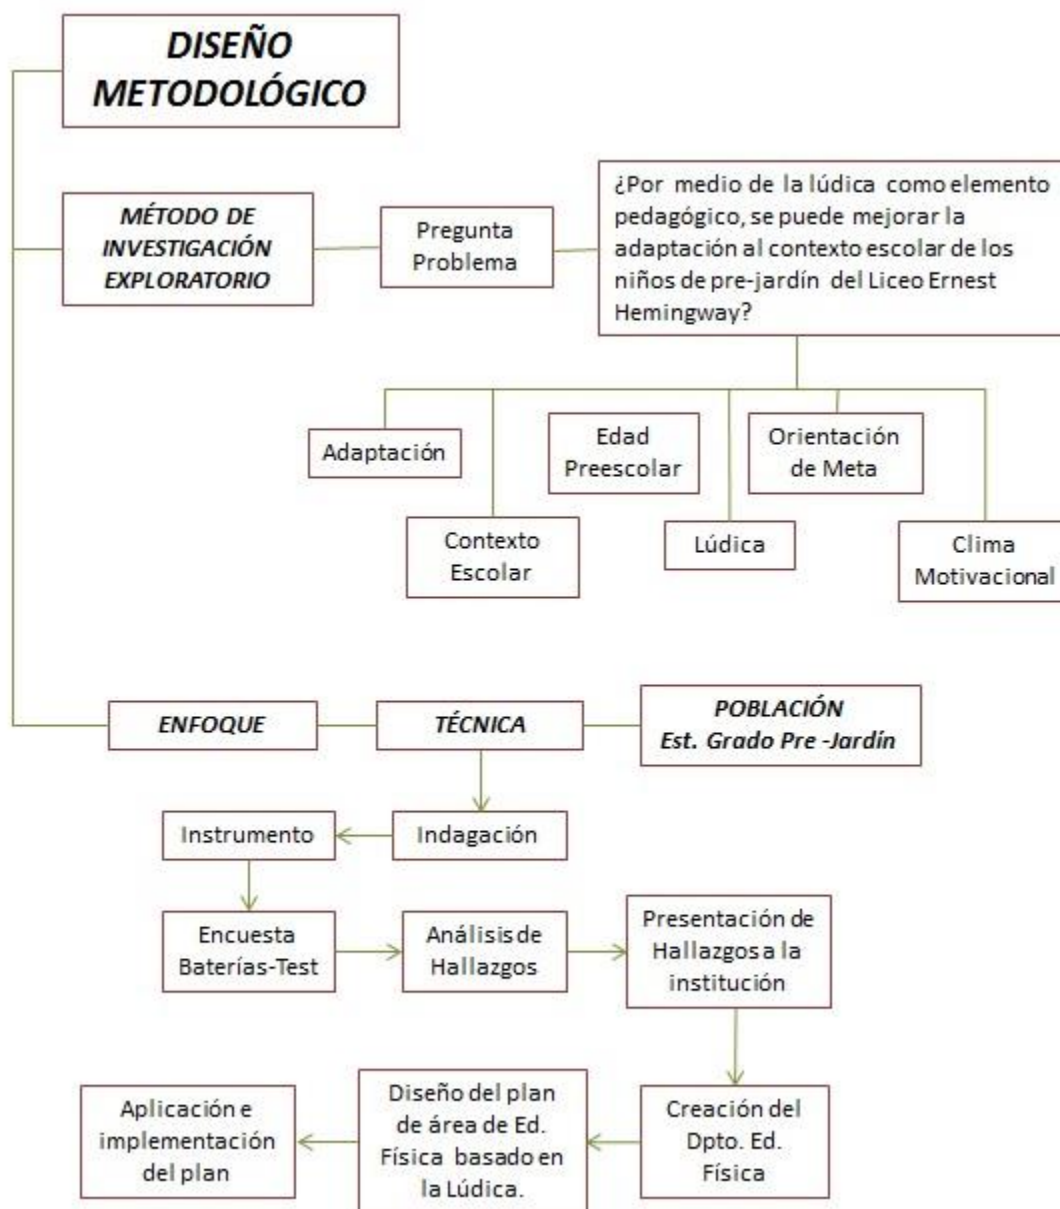 DISEÑO
METODOLÓGICO
MÉTODO DE
INVESTIGACIÓN
EXPLORATORIO
Pregunta
Problema
¿Por medio de la lúdica como elemento
pedagógico, se puede mejorar la
adaptación al contexto escolar de los
niños de pre-jardín del Liceo Ernest
Hemingway?
Adaptación
Contexto
Escolar
Edad
Preescolar
Lúdica
Orientación
de Meta
Clima
Motivacional
ENFOQUE
TÉCNICA
POBLACIÓN
Est. Grado Pre -Jardín
Instrumento
Indagación
Encuesta
Baterías-Test
Análisis de
Hallazgos
Presentación de
Hallazgos a la
institución
Aplicación e
implementación
del plan
Diseño del plan
de área de Ed.
Física basado en
la Lúdica.
Creación del
Dpto. Ed.
Física